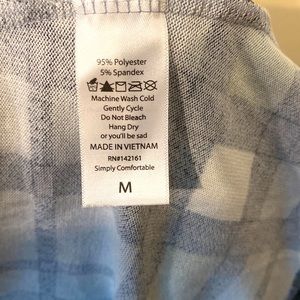 95% Polyester
5% Spandex
Machine Wash Cold
Gently Cycle
Do Not Bleach
Hang Dry
or you'll be sad
MADE IN VIETNAM
RN#142161
Simply Comfortable
M